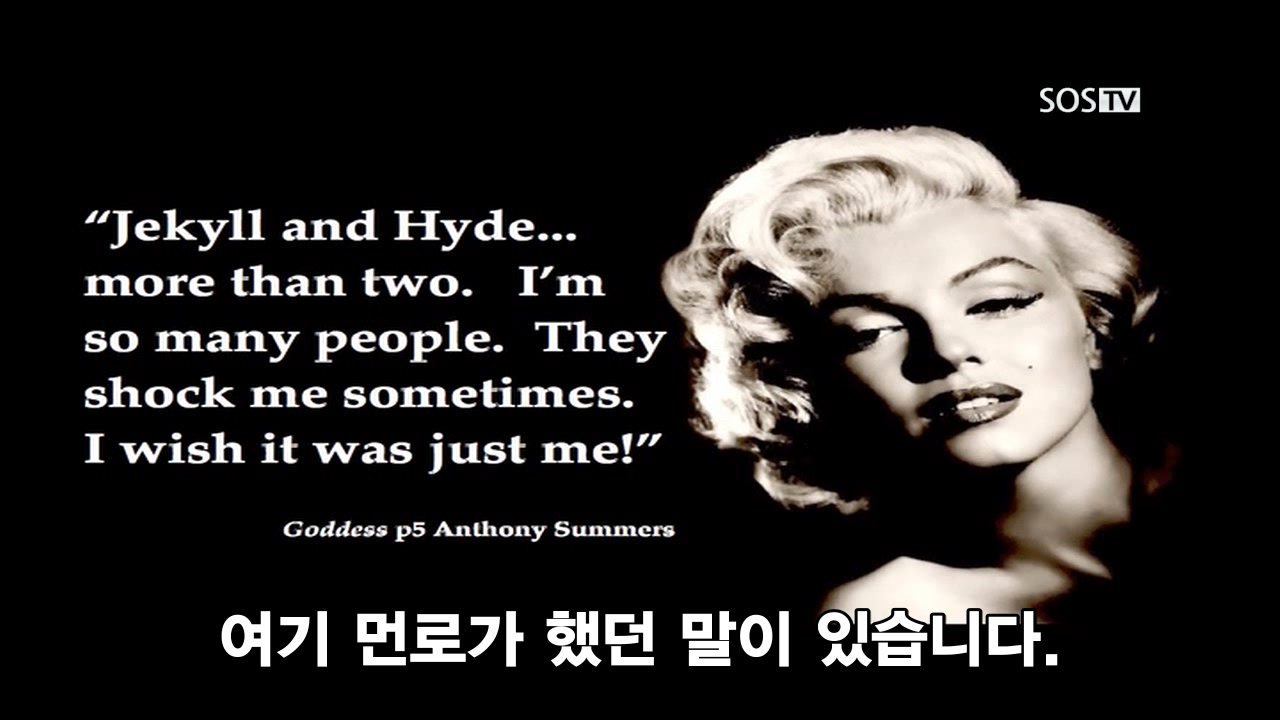 SOSTV
“Jekyll and Hyde...
more than two. I’m
so many people. They
shock me sometimes.
I wish it was just me!”
Goddess p5 Anthony Summers
여기 먼로가 했던 말이 있습니다.